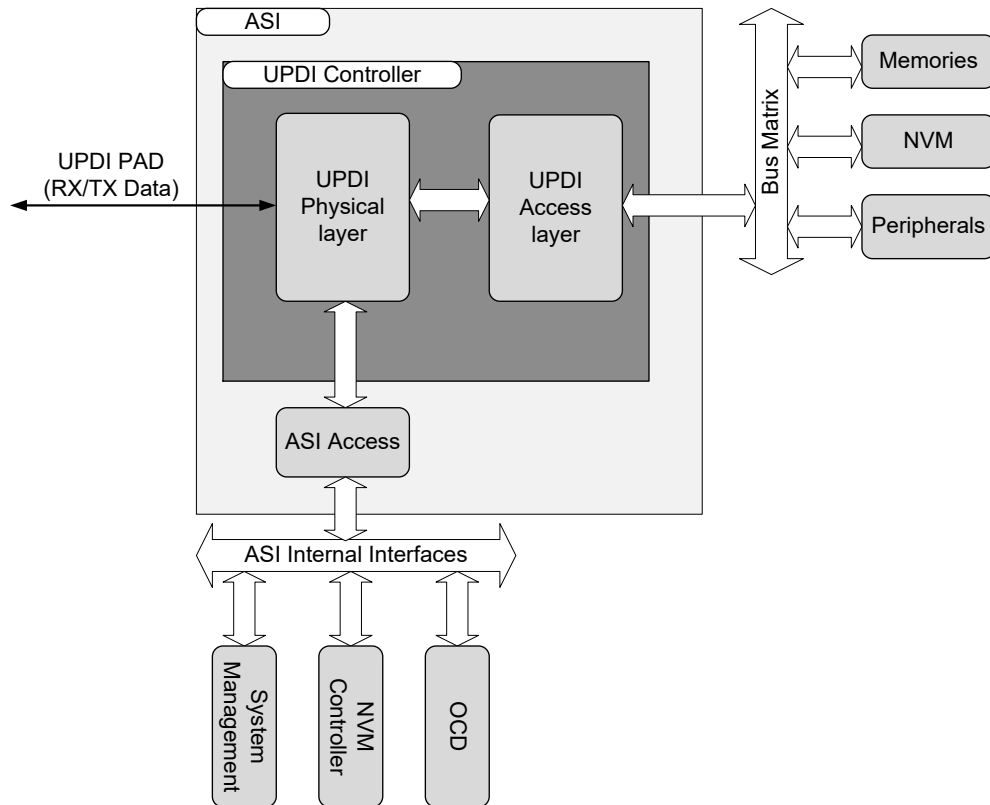 ASI
UPDI Controller
UPDI PAD
(RX/TX Data)
UPDI
Physical
layer
UPDI
Access
layer
Bus Matrix
Memories
NVM
Peripherals
ASI Access
ASI Internal Interfaces
System
Management
NVM
Controller
OCD